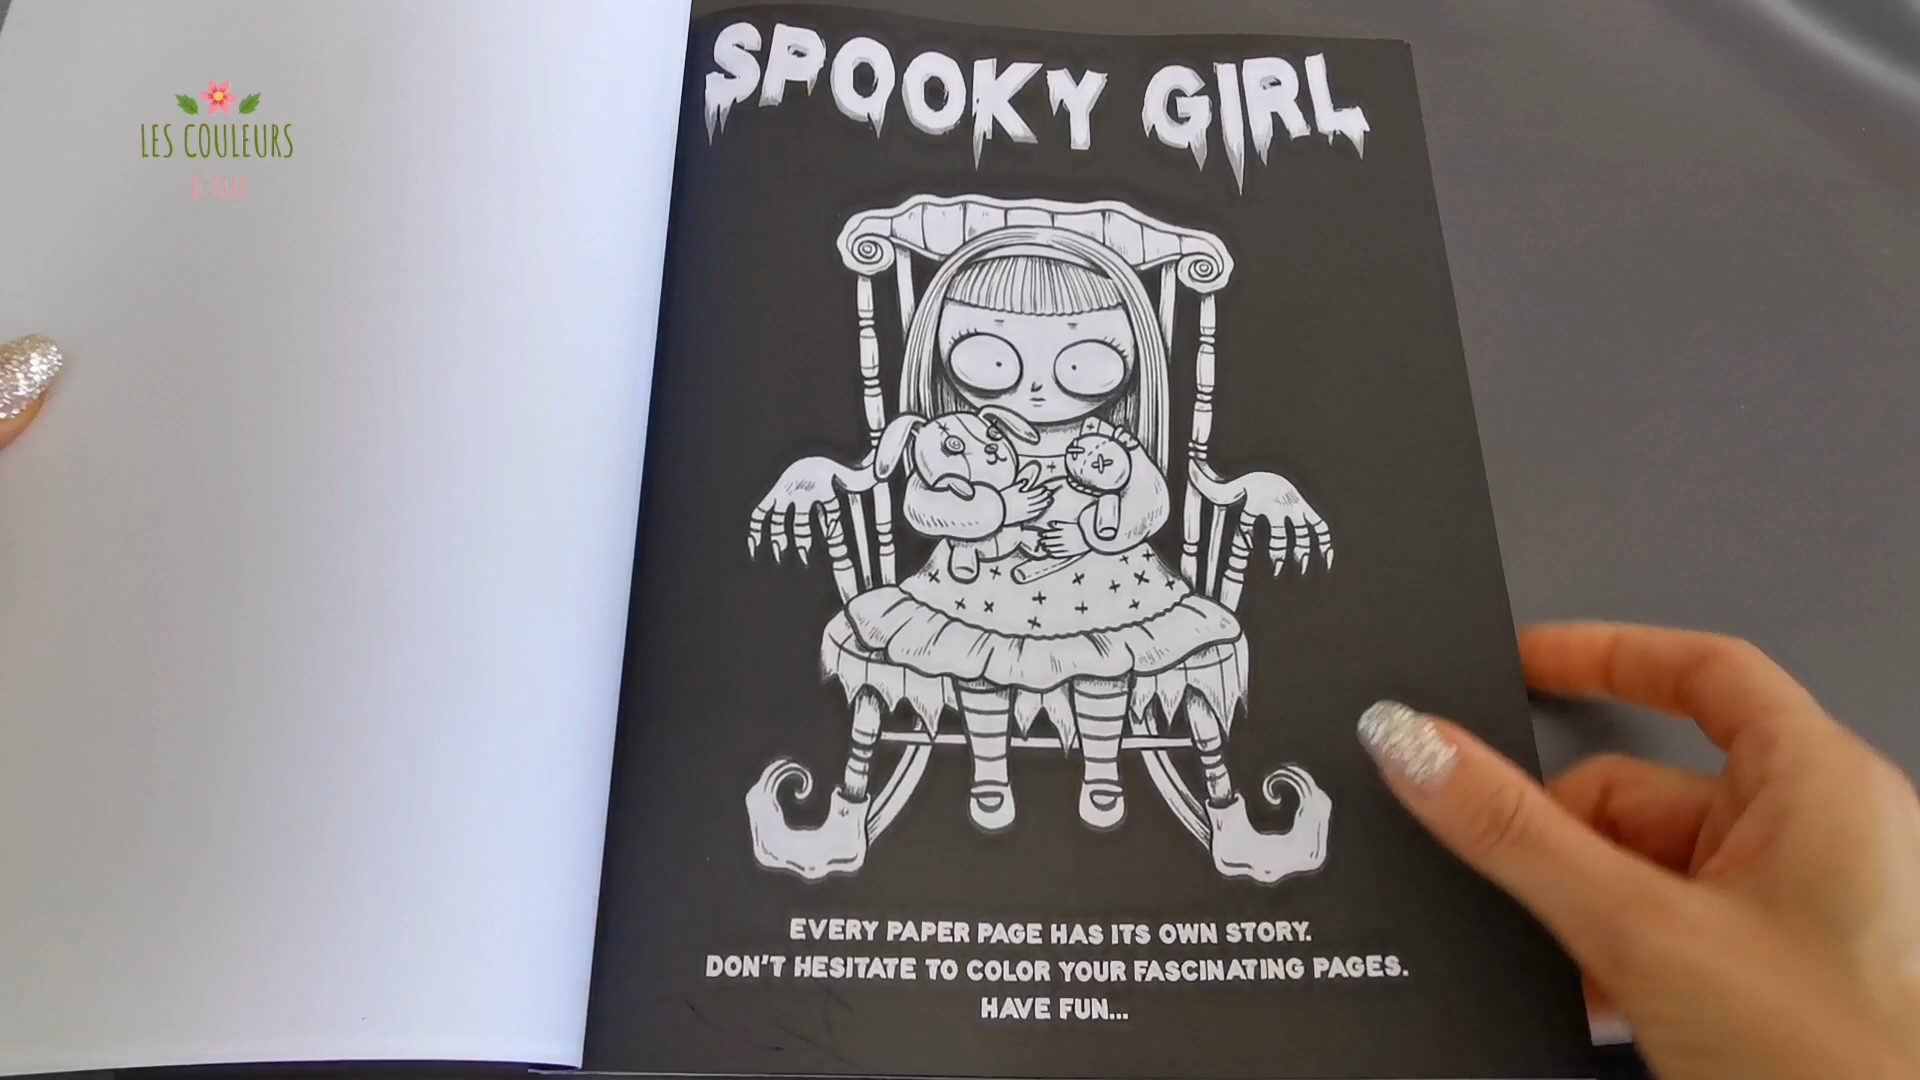 LES COULEURS
SPOOKY GIRL
EVERY PAPER PAGE HAS ITS OWN STORY.
DON'T HESITATE TO COLOR YOUR FASCINATING PAGES.
HAVE FUN...